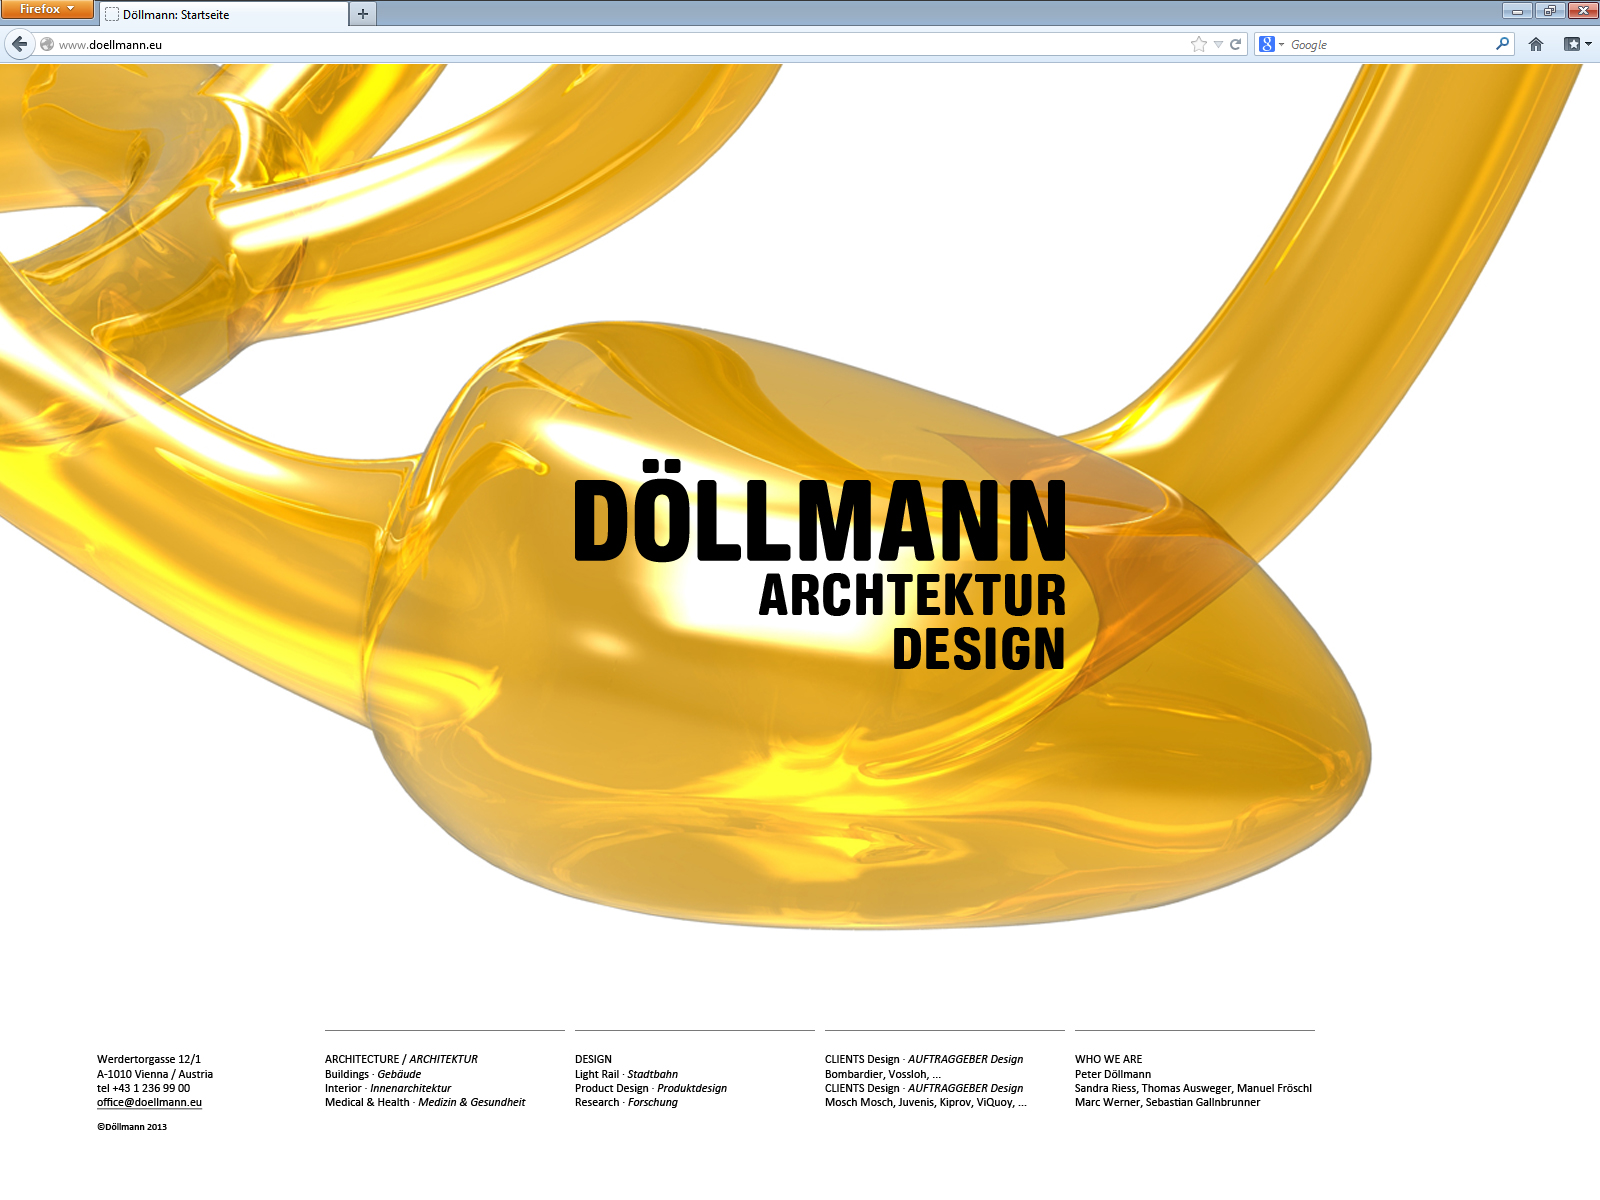 Firefox
Döllmann: Startseite
www.doellmann.eu
Google
DÖLLMANN
ARCHTEKTUR
DESIGN
Werdertorgasse 12/1
A-1010 Vienna / Austria
tel +43 1 236 99 00
office@doellmann.eu
©Döllmann 2013
ARCHITECTURE / ARCHITEKTUR
Buildings · Gebäude
Interior · Innenarchitektur
Medical & Health · Medizin & Gesundheit
DESIGN
Light Rail · Stadtbahn
Product Design · Produktdesign
Research · Forschung
CLIENTS Design · AUFTRAGGEBER Design
Bombardier, Vossloh, ...
CLIENTS Design · AUFTRAGGEBER Design
Mosch Mosch, Juvenis, Kiprov, ViQuoy, ...
WHO WE ARE
Peter Döllmann
Sandra Riess, Thomas Ausweger, Manuel Fröschl
Marc Werner, Sebastian Gallnbrunner